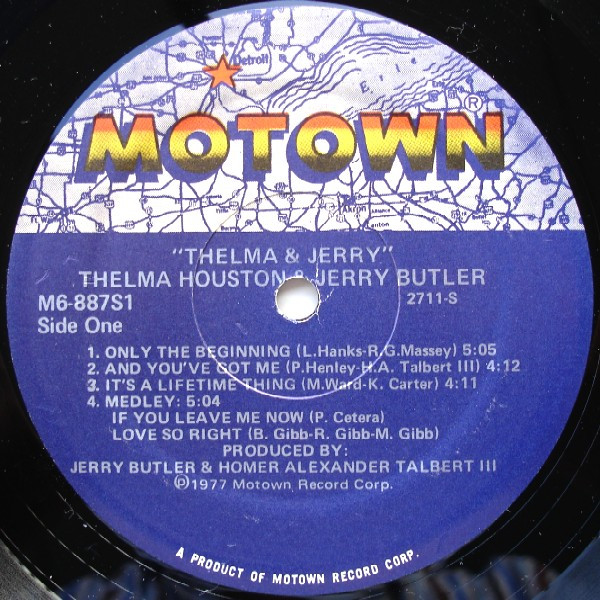 Detroit
Erie
MOTOWN®
Akron
Canton
"THELMA & JERRY"
THELMA HOUSTON & JERRY BUTLER
M6-887S1
2711-S
Side One
1. ONLY THE BEGINNING (L.Hanks-R.G.Massey) 5:05
2. AND YOU'VE GOT ME (P.Henley-H.A. Talbert III) 4:12
3. IT'S A LIFETIME THING (M.Ward-K. Carter) 4:11
4. MEDLEY: 5:04
IF YOU LEAVE ME NOW (P. Cetera)
LOVE SO RIGHT (B. Gibb-R. Gibb-M. Gibb)
PRODUCED BY:
JERRY BUTLER & HOMER ALEXANDER TALBERT III
℗1977 Motown Record Corp.
A PRODUCT OF MOTOWN RECORD CORP.